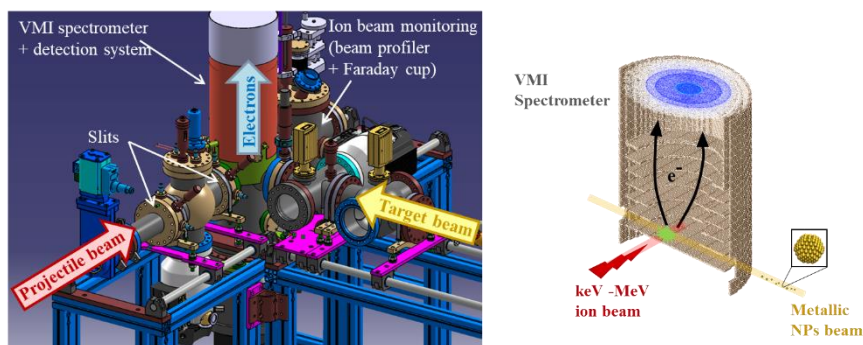 VMI spectrometer
+ detection system
Ion beam monitoring
(beam profiler
+ Faraday cup)
Slits
Electrons
Target beam
Projectile beam
VMI
Spectrometer
e-
keV -MeV
ion beam
Metallic
NPs beam